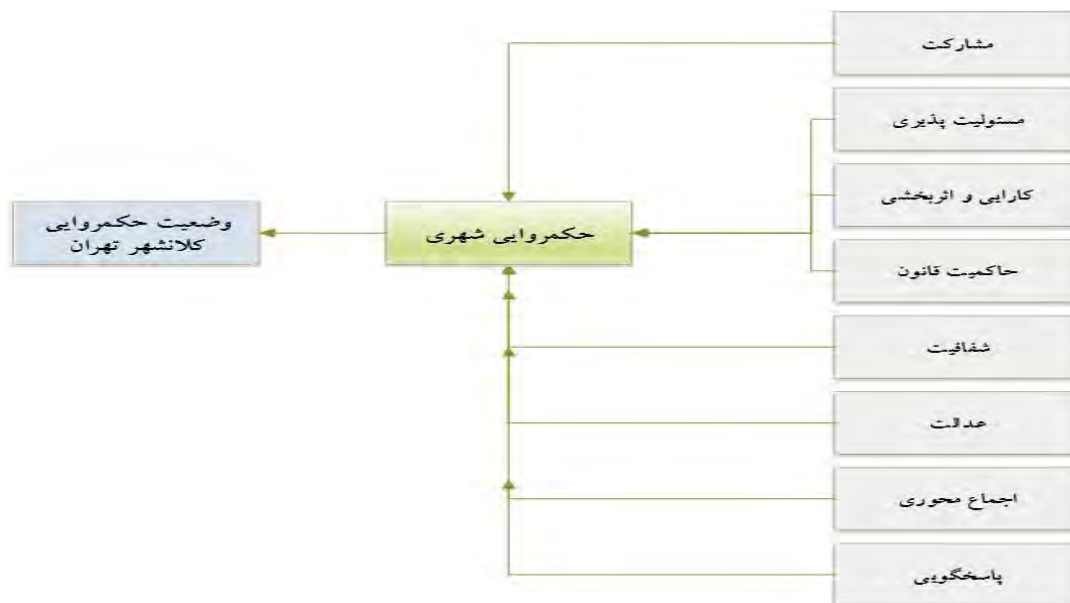 مشارکت
مسئولیت پذیری
کارایی و اثربخشی
حاکمیت قانون
شفافیت
عدالت
اجماع محوری
پاسخگویی
حکمروایی شهری
وضعیت حکمروایی
کلانشهر تهران